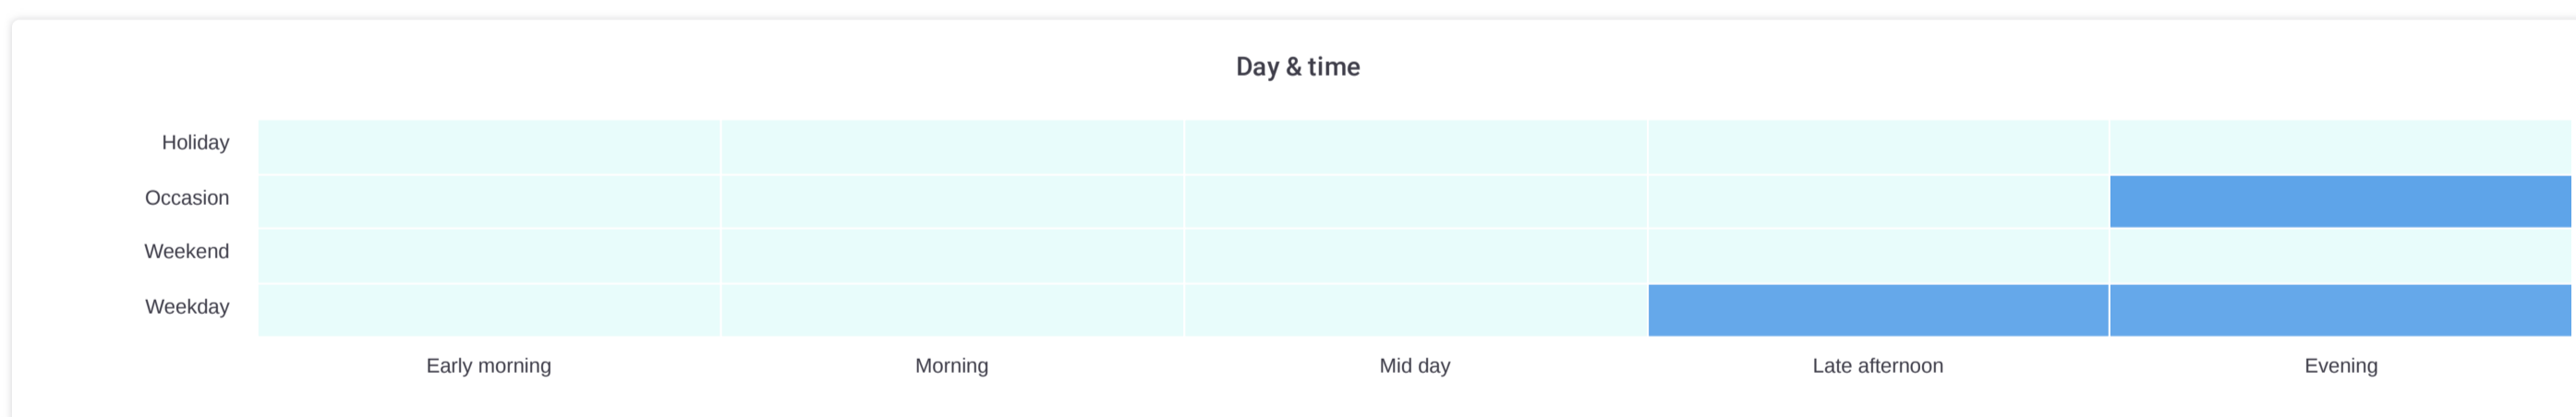 Day & time
Holiday
Occasion
Weekend
Weekday
Early morning Morning Mid day Late afternoon Evening